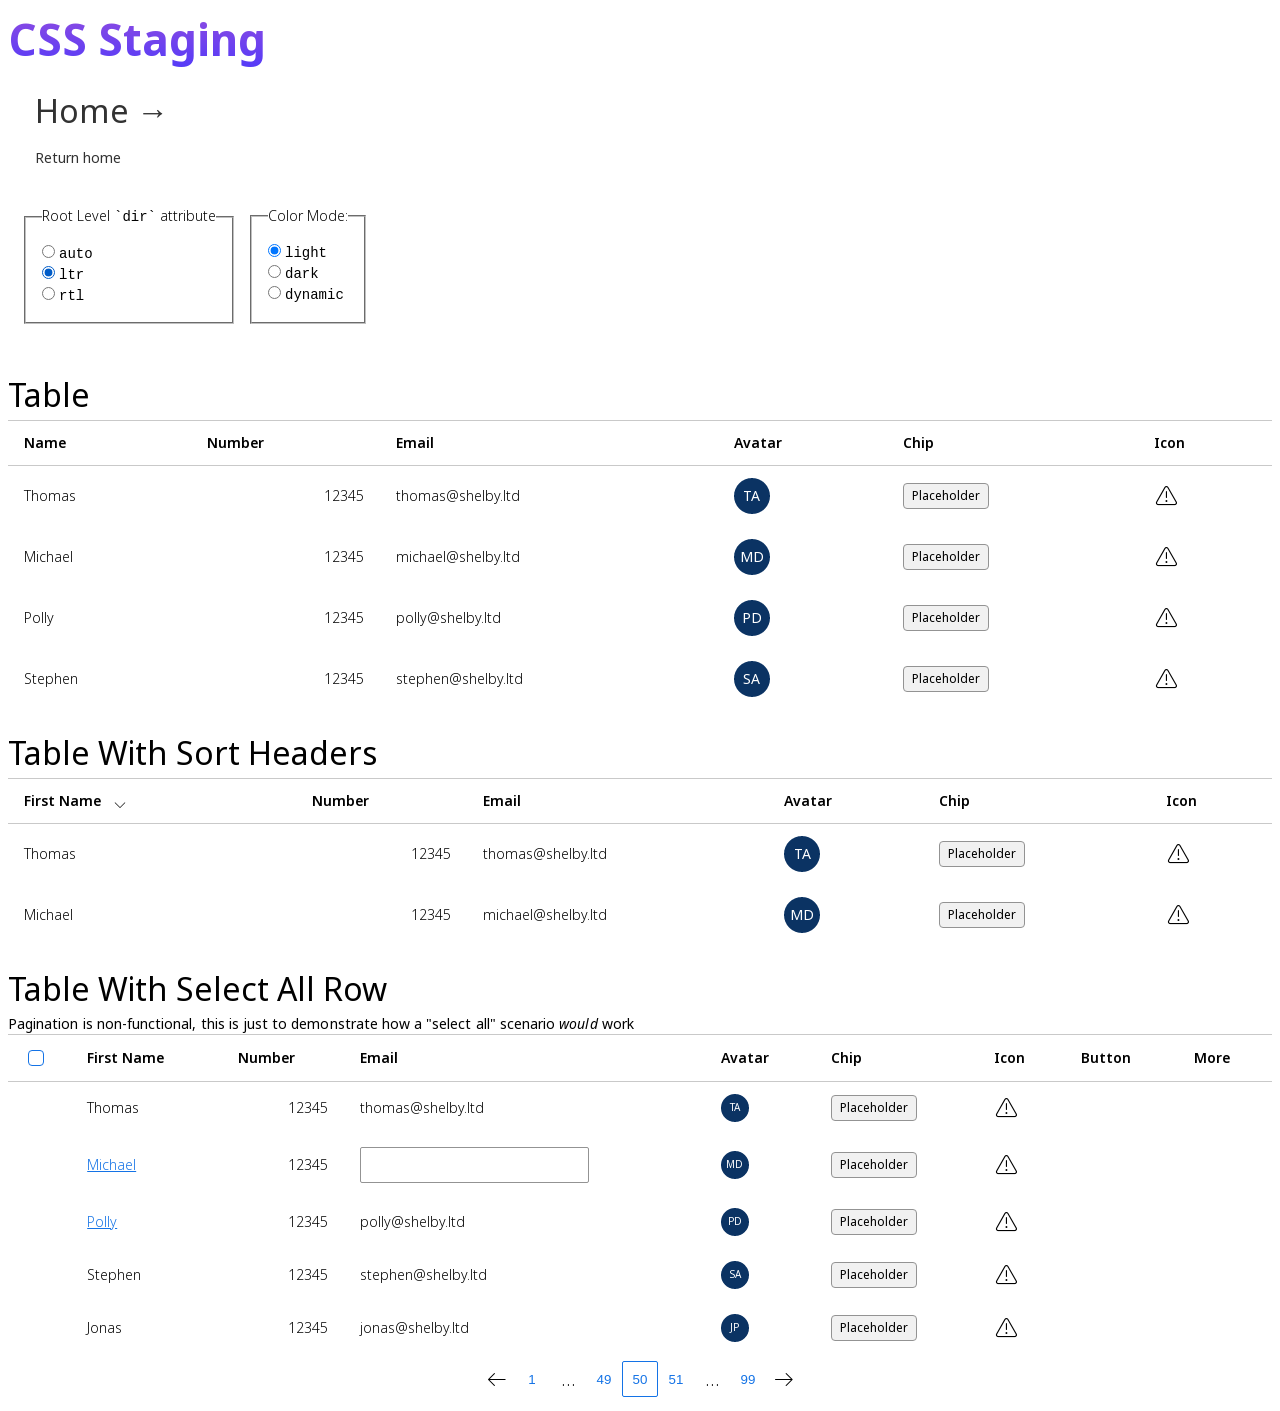 CSS Staging
Home →
Return home
Root Level `dir` attribute
auto
ltr
rtl
Color Mode:
light
dark
dynamic
Table
Name Number Email Avatar Chip Icon
Thomas 12345 thomas@shelby.ltd TA Placeholder
Michael 12345 michael@shelby.ltd MD Placeholder
Polly 12345 polly@shelby.ltd PD Placeholder
Stephen 12345 stephen@shelby.ltd SA Placeholder
Table With Sort Headers
First Name Number Email Avatar Chip Icon
Thomas 12345 thomas@shelby.ltd TA Placeholder
Michael 12345 michael@shelby.ltd MD Placeholder
Table With Select All Row
Pagination is non-functional, this is just to demonstrate how a "select all" scenario would work
First Name Number Email Avatar Chip Icon Button More
Thomas 12345 thomas@shelby.ltd TA Placeholder
Michael 12345 MD Placeholder
Polly 12345 polly@shelby.ltd PD Placeholder
Stephen 12345 stephen@shelby.ltd SA Placeholder
Jonas 12345 jonas@shelby.ltd JP Placeholder
1 ... 49 50 51 ... 99